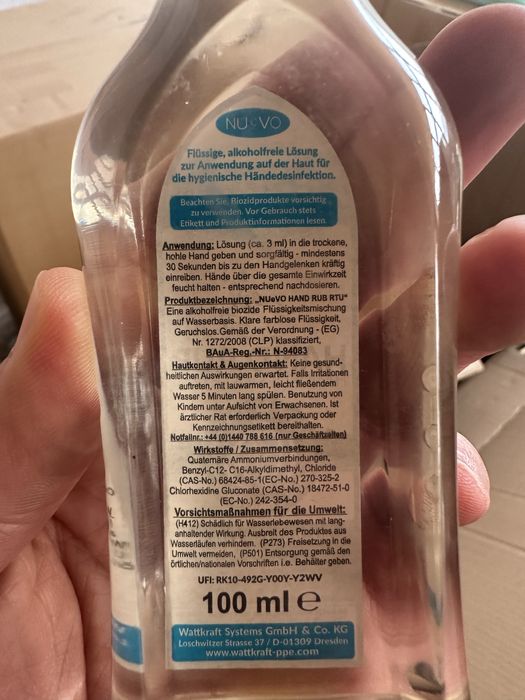 NUeVO
Flüssige, alkoholfreie Lösung
zur Anwendung auf der Haut für
die hygienische Händedesinfektion.
Beachten Sie, Biozidprodukte vorsichtig
zu verwenden. Vor Gebrauch stets
Etikett und Produktinformationen lesen.
Anwendung: Lösung (ca. 3 ml) in die trockene,
hohle Hand geben und sorgfältig - mindestens
30 Sekunden bis zu den Handgelenken kräftig
einreiben. Hände über die gesamte Einwirkzeit
feucht halten - entsprechend nachdosieren.
Produktbezeichnung: „NUeVO HAND RUB RTU“
Eine alkoholfreie biozide Flüssigkeitsmischung
auf Wasserbasis. Klare farblose Flüssigkeit,
Geruchslos.Gemäß der Verordnung - (EG)
Nr. 1272/2008 (CLP) klassifiziert,
BAuA-Reg.-Nr.: N-94083
Hautkontakt & Augenkontakt: Keine gesund-
heitlichen Auswirkungen erwartet. Falls Irritationen
auftreten, mit lauwarmen, leicht fließendem
Wasser 5 Minuten lang spülen. Benutzung von
Kindern unter Aufsicht von Erwachsenen. Ist
ärztlicher Rat erforderlich Verpackung oder
Kennzeichnungsetikett bereithalten.
Notfallnr.: +44 (0)1440 788 616 (nur Geschäftszeiten)
Wirkstoffe / Zusammensetzung:
Quaternäre Ammoniumverbindungen,
Benzyl-C12- C16-Alkydimethyl, Chloride
(CAS-No.) 68424-85-1(EC-No.) 270-325-2
Chlorhexidine Gluconate (CAS-No.) 18472-51-0
(EC-No.) 242-354-0
Vorsichtsmaßnahmen für die Umwelt:
(H412) Schädlich für Wasserlebewesen mit lang-
anhaltender Wirkung. Ausbreit des Produktes aus
Wasserläufen verhindern. (P273) Freisetzung in die
Umwelt vermeiden, (P501) Entsorgung gemäß den
örtlichen/nationalen Vorschriften i.e. Behälter geben.
UFI: RK10-492G-Y00Y-Y2WV
100 ml ℮
Wattkraft Systems GmbH & Co. KG
Loschwitzer Strasse 37 / D-01309 Dresden
www.wattkraft-ppe.com